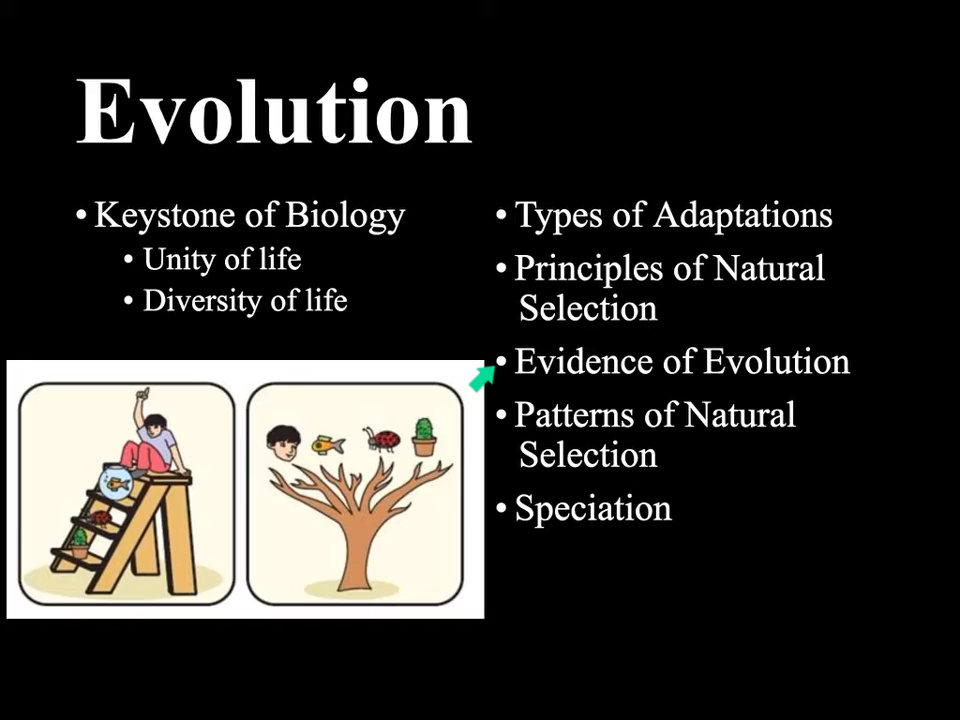 Evolution
• Keystone of Biology
• Unity of life
• Diversity of life
• Types of Adaptations
• Principles of Natural
Selection
• Evidence of Evolution
• Patterns of Natural
Selection
• Speciation